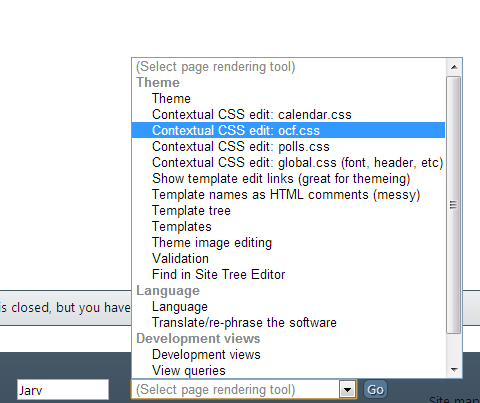 (Select page rendering tool)
Theme
Theme
Contextual CSS edit: calendar.css
Contextual CSS edit: ocf.css
Contextual CSS edit: polls.css
Contextual CSS edit: global.css (font, header, etc)
Show template edit links (great for themeing)
Template names as HTML comments (messy)
Template tree
Templates
Theme image editing
Validation
Find in Site Tree Editor
Language
Language
is closed, but you have
Translate/re-phrase the software
Development views
Development views
View queries
Jarv
(Select page rendering tool)
Go
Site map